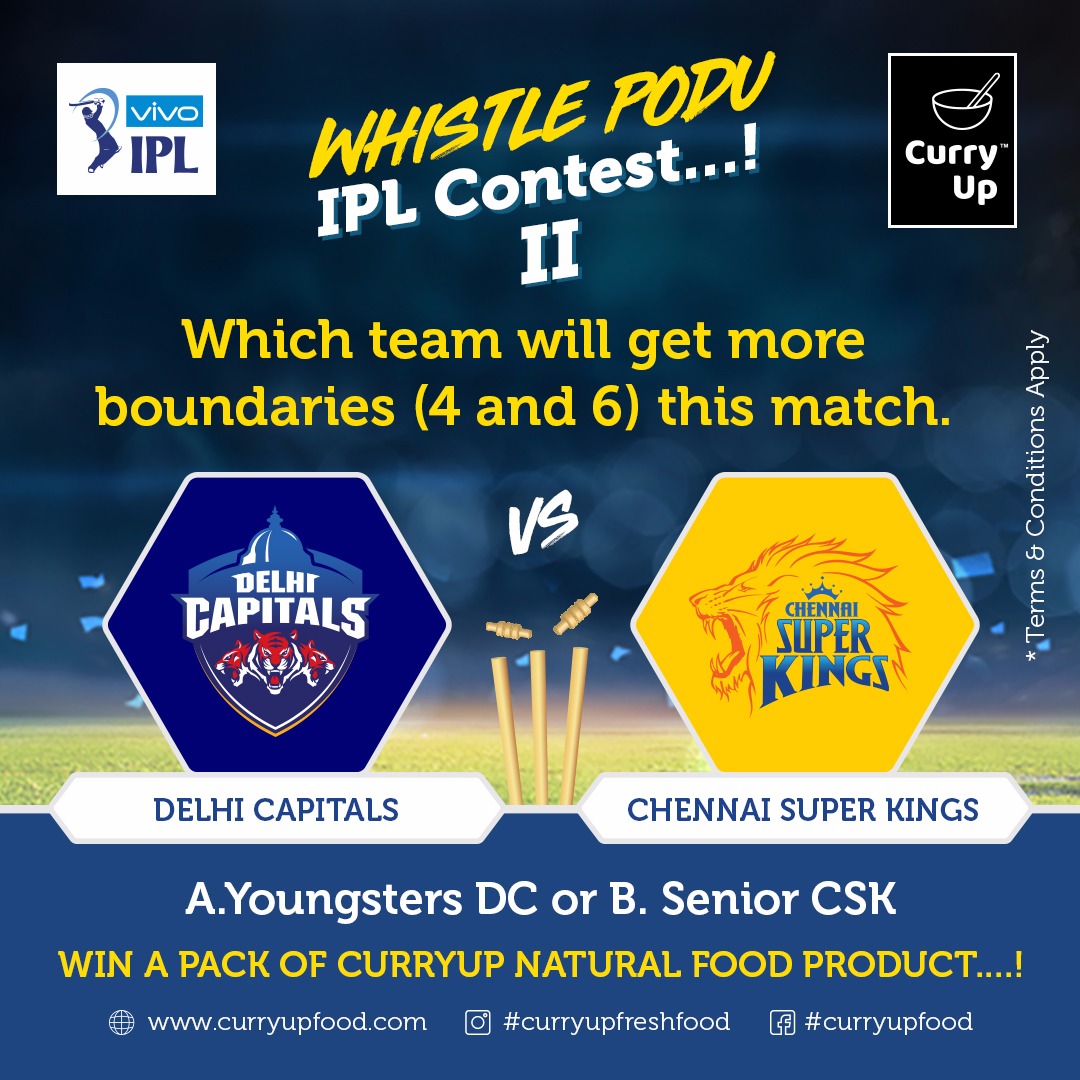 vivo
IPL
WHISTLE PODU
IPL Contest...!
II
Curry™
Up
Which team will get more
boundaries (4 and 6) this match.
* Terms & Conditions Apply
DELHI
CAPITALS
VS
CHENNAI
SUPER
KINGS
DELHI CAPITALS
CHENNAI SUPER KINGS
A.Youngsters DC or B. Senior CSK
WIN A PACK OF CURRYUP NATURAL FOOD PRODUCT....!
www.curryupfood.com
#curryupfreshfood
#curryupfood